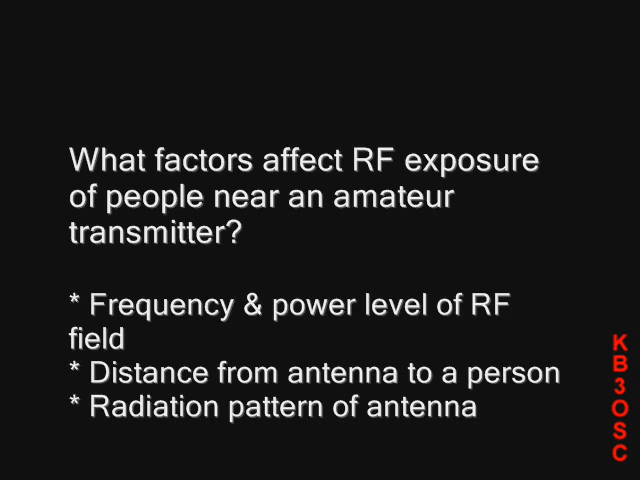 What factors affect RF exposure
of people near an amateur
transmitter?
* Frequency & power level of RF
field
* Distance from antenna to a person
* Radiation pattern of antenna
K
B
3
O
S
C